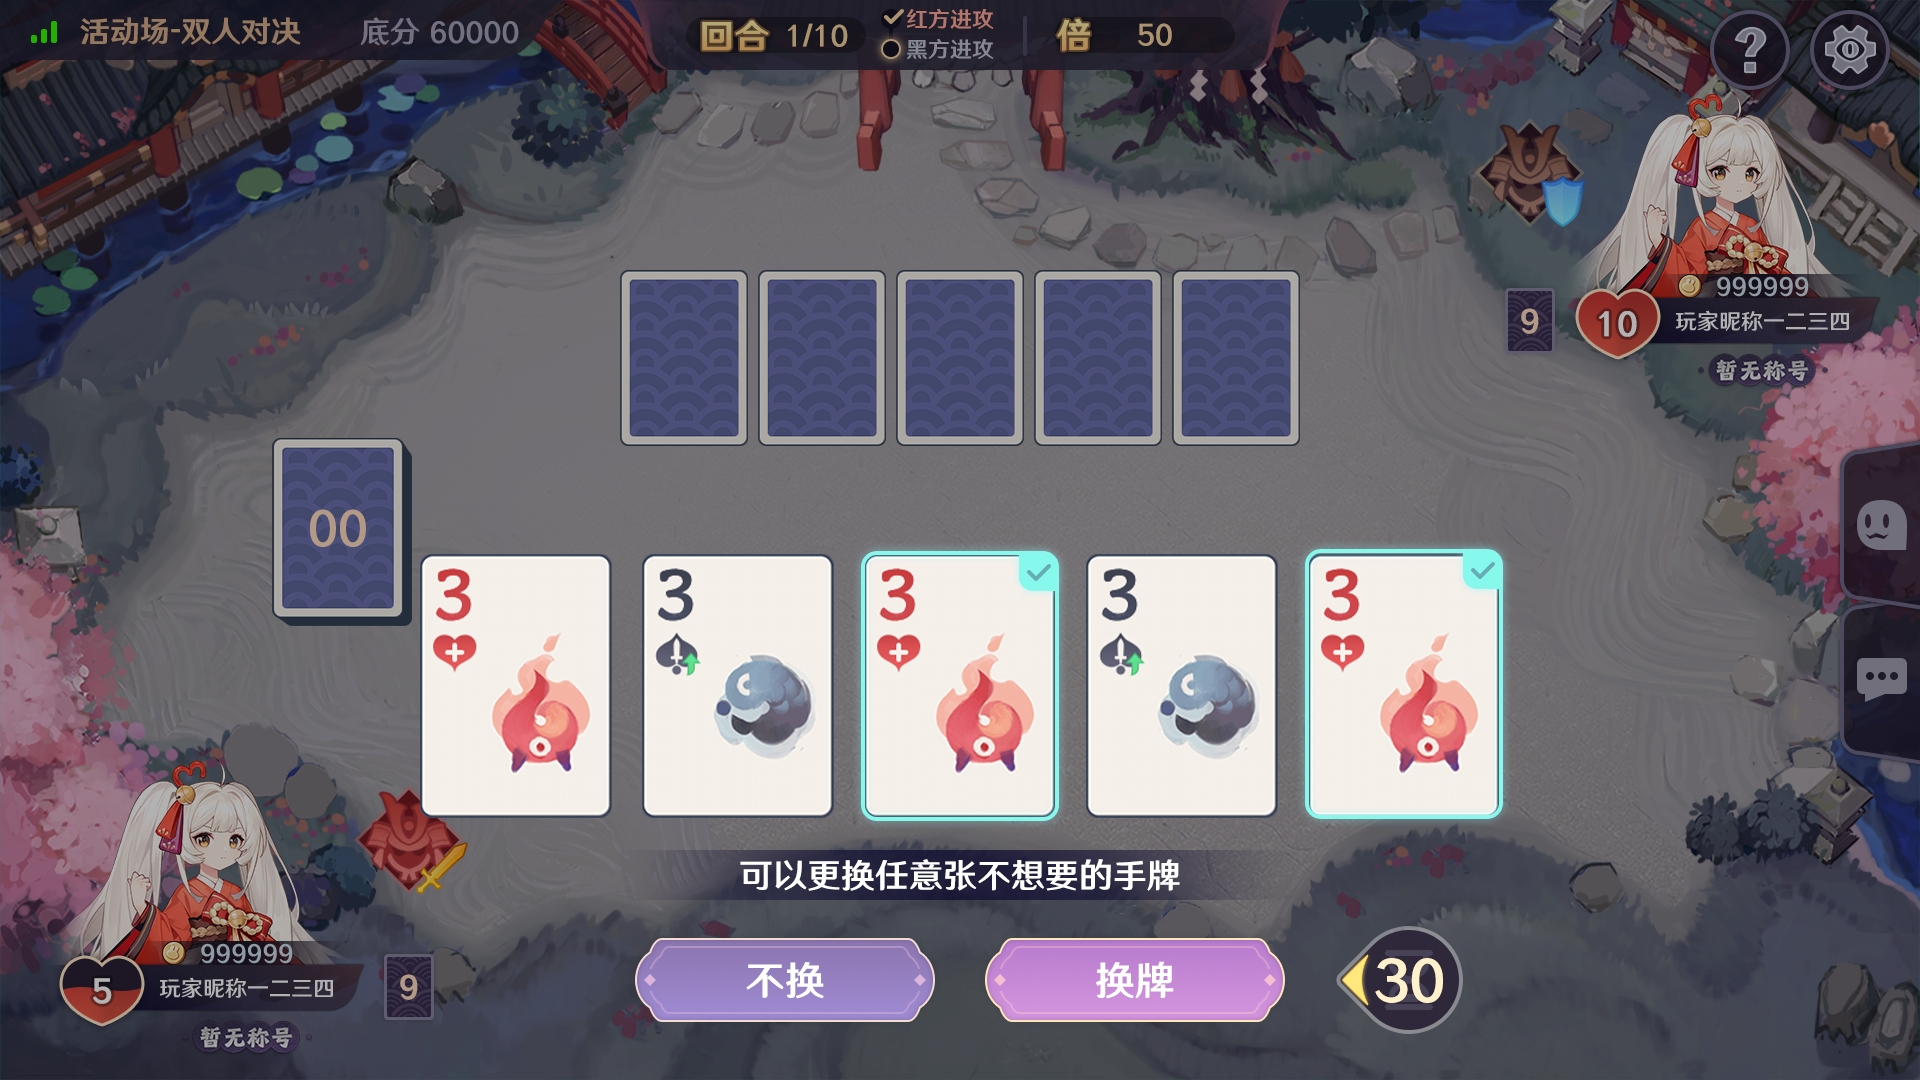 活动场-双人对决 底分 60000
回合 1/10
✓红方进攻
黑方进攻
倍 50
?
999999
9
10
玩家昵称一二三四
暂无称号
00
3
3
3
3
3
可以更换任意张不想要的手牌
不换
换牌
30
999999
5
玩家昵称一二三四
9
暂无称号